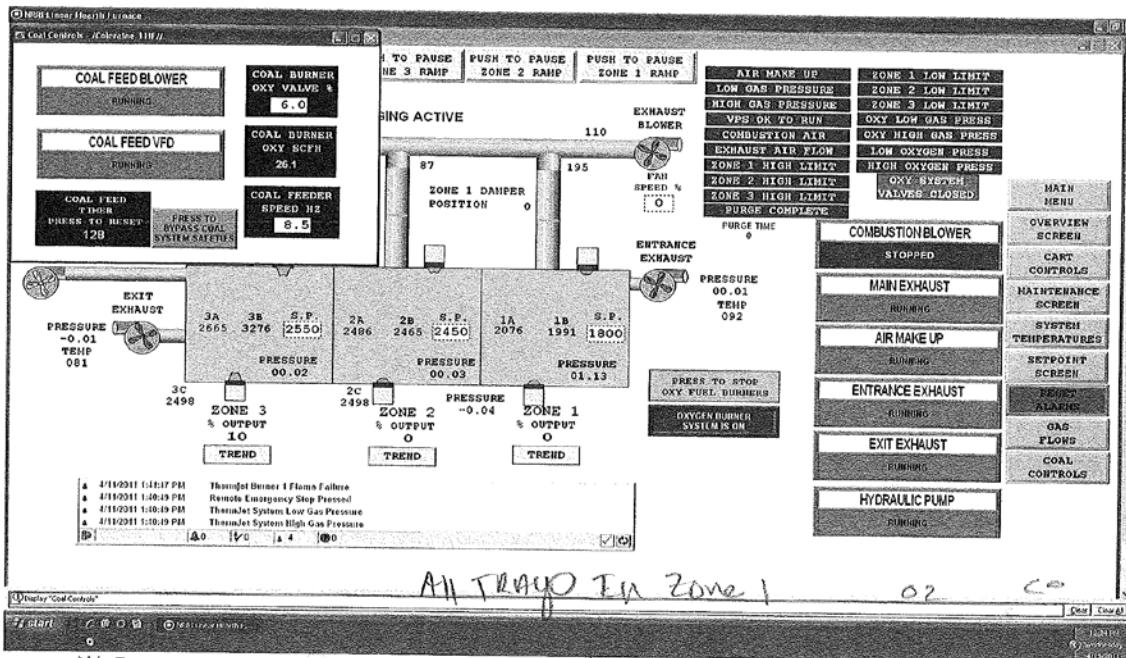 NRRI Linear Hearth Furnace
Coal Controls - /Coleraine_LHF//
COAL FEED BLOWER
RUNNING
COAL BURNER
OXY VALVE %
6.0
COAL FEED VFD
RUNNING
COAL BURNER
OXY SCFH
26.1
COAL FEED
TIMER
PRESS TO RESET
128
PRESS TO
BYPASS COAL
SYSTEM SAFETIES
COAL FEEDER
SPEED HZ
8.5
H TO PAUSE
NE 3 RAMP
PUSH TO PAUSE
ZONE 2 RAMP
PUSH TO PAUSE
ZONE 1 RAMP
GING ACTIVE
110
EXHAUST
BLOWER
87
195
FAN
SPEED %
0
ZONE 1 DAMPER
POSITION 0
AIR MAKE UP
LOW GAS PRESSURE
HIGH GAS PRESSURE
VPS OK TO RUN
COMBUSTION AIR
EXHAUST AIR FLOW
ZONE 1 HIGH LIMIT
ZONE 2 HIGH LIMIT
ZONE 3 HIGH LIMIT
PURGE COMPLETE
PURGE TIME
0
ZONE 1 LOW LIMIT
ZONE 2 LOW LIMIT
ZONE 3 LOW LIMIT
OXY LOW GAS PRESS
OXY HIGH GAS PRESS
LOW OXYGEN PRESS
HIGH OXYGEN PRESS
OXY SYSTEM
VALVES CLOSED
MAIN
MENU
OVERVIEW
SCREEN
CART
CONTROLS
MAINTENANCE
SCREEN
SYSTEM
TEMPERATURES
SETPOINT
SCREEN
RESET
ALARMS
GAS
FLOWS
COAL
CONTROLS
COMBUSTION BLOWER
STOPPED
MAIN EXHAUST
RUNNING
AIR MAKE UP
RUNNING
ENTRANCE EXHAUST
RUNNING
EXIT EXHAUST
RUNNING
HYDRAULIC PUMP
RUNNING
ENTRANCE
EXHAUST
PRESSURE
00.01
TEMP
092
EXIT
EXHAUST
PRESSURE
-0.01
TEMP
081
3A 3B S.P.
2665 3276 2550
PRESSURE
00.02
2A 2B S.P.
2486 2465 2450
PRESSURE
00.03
1A 1B S.P.
2076 1991 1800
PRESSURE
01.13
3C
2498
ZONE 3
% OUTPUT
10
TREND
2C
2498
ZONE 2
% OUTPUT
0
TREND
PRESSURE
-0.04
ZONE 1
% OUTPUT
0
TREND
PRESS TO STOP
OXY FUEL BURNERS
OXYGEN BURNER
SYSTEM IS ON
1:41:47 PM ThermJet Burner 1 Flame Failure
1:40:49 PM Remote Emergency Stop Pressed
1:40:49 PM ThermJet System Low Gas Pressure
1:40:49 PM ThermJet System High Gas Pressure
0 0 4 0
All TRAYO In Zone 1 O2 CO
Display "Coal Controls"
Clear Clear All
start
Tuesday